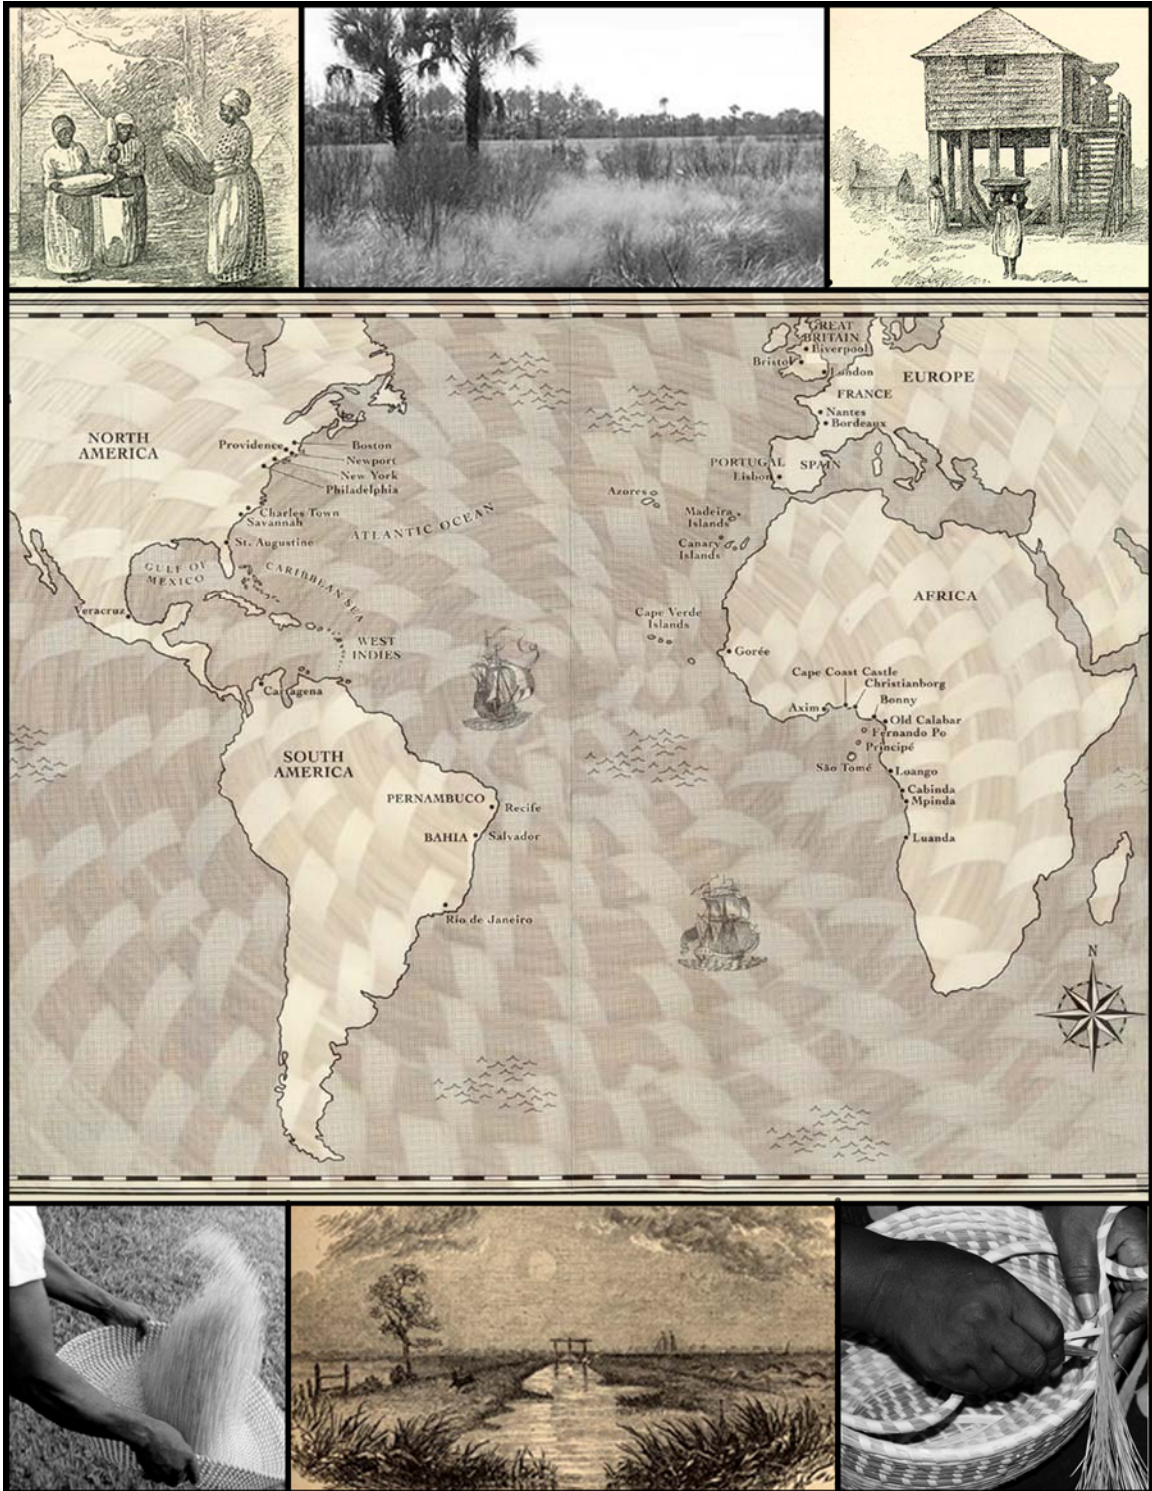 GREAT
BRITAIN
Liverpool
Bristol
London
EUROPE
FRANCE
Nantes
Bordeaux
NORTH
AMERICA
Providence
Boston
Newport
New York
Philadelphia
PORTUGAL
SPAIN
Lisbon
Azores
Madeira
Islands
Charles Town
Savannah
ATLANTIC OCEAN
St. Augustine
Canary
Islands
GULF OF
MEXICO
CARIBBEAN SEA
AFRICA
Veracruz
Cape Verde
Islands
WEST
INDIES
Gorée
Cape Coast Castle
Christianborg
Cartagena
Bonny
Axim
Old Calabar
Fernando Po
Principé
SOUTH
AMERICA
São Tomé
Loango
PERNAMBUCO
Recife
Cabinda
Mpinda
BAHIA
Salvador
Luanda
Rio de Janeiro
N